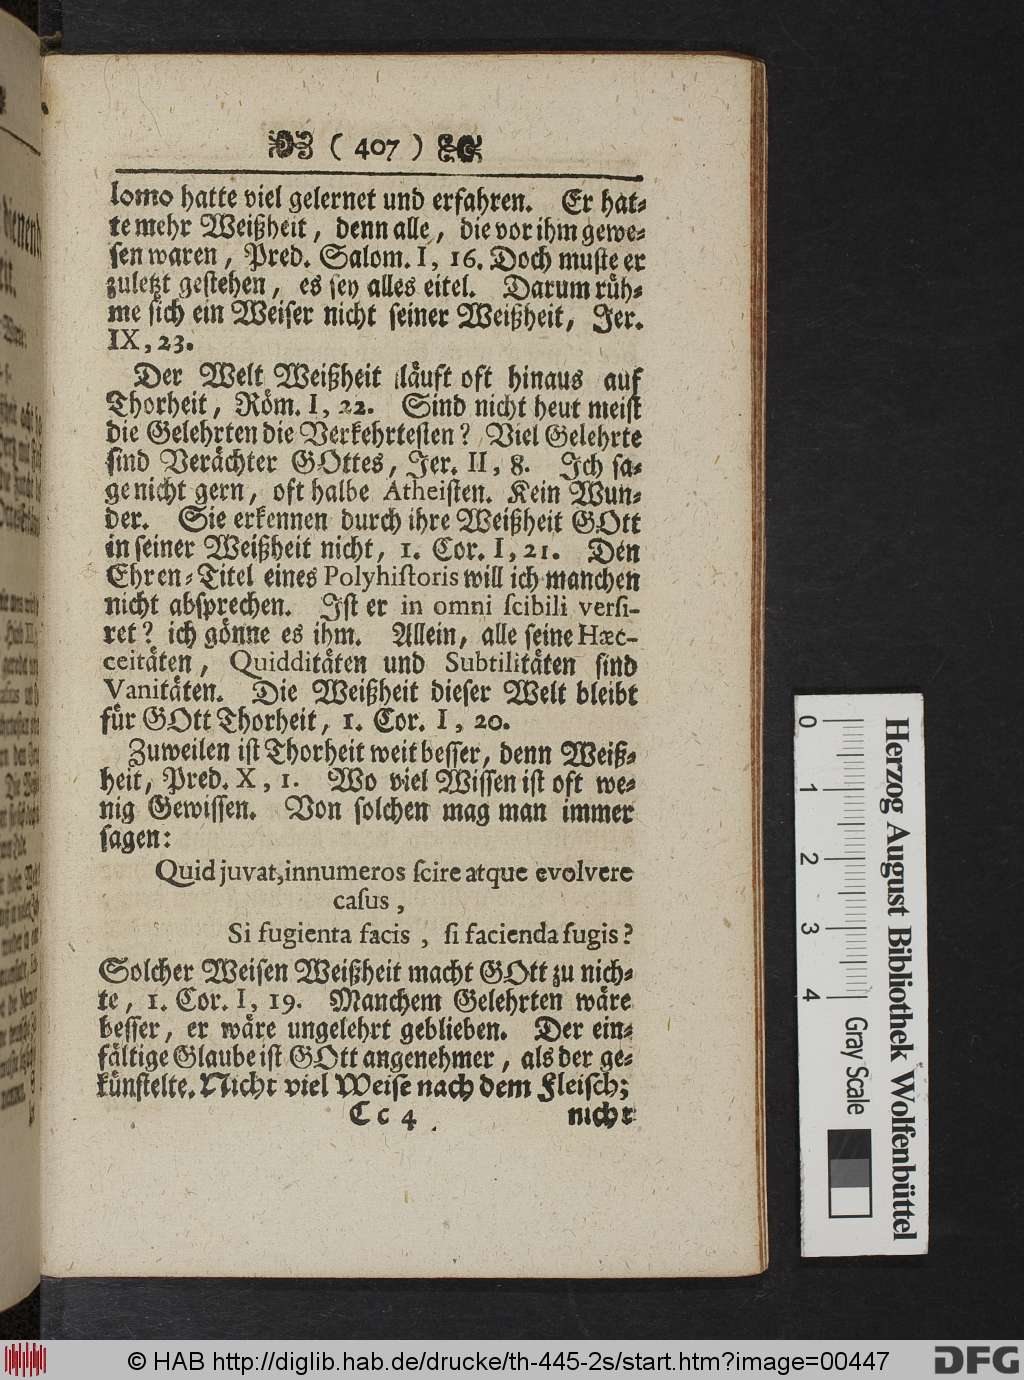 ( 407 )
lomo hatte viel gelernet und erfahren. Er hat-
te mehr Weißheit, denn alle, die vor ihm gewe-
sen waren, Pred. Salom. I, 16. Doch muste er
zuletzt gestehen, es sey alles eitel. Darum rüh-
me sich ein Weiser nicht seiner Weißheit, Jer.
IX, 23.
Der Welt Weißheit läuft oft hinaus auf
Thorheit, Röm. I, 22. Sind nicht heut meist
die Gelehrten die Verkehrtesten? Viel Gelehrte
sind Verächter GOttes, Jer. II, 8. Ich sa-
ge nicht gern, oft halbe Atheisten. Kein Wun-
der. Sie erkennen durch ihre Weißheit GOtt
in seiner Weißheit nicht, 1. Cor. I, 21. Den
Ehren-Titel eines Polyhiſtoris will ich manchen
nicht absprechen. Ist er in omni ſcibili verſi-
ret? ich gönne es ihm. Allein, alle seine Hæc-
ceitäten, Quidditäten und Subtilitäten sind
Vanitäten. Die Weißheit dieser Welt bleibt
für GOtt Thorheit, 1. Cor. I, 20.
Zuweilen ist Thorheit weit besser, denn Weiß-
heit, Pred. X, 1. Wo viel Wissen ist oft we-
nig Gewissen. Von solchen mag man immer
sagen:
Quid juvat, innumeros ſcire atque evolvere
caſus,
Si fugienta facis, ſi facienda fugis?
Solcher Weisen Weißheit macht GOtt zu nich-
te, 1. Cor. I, 19. Manchem Gelehrten wäre
besser, er wäre ungelehrt geblieben. Der ein-
fältige Glaube ist GOtt angenehmer, als der ge-
künstelte. Nicht viel Weise nach dem Fleisch;
C c 4 nicht
Herzog August Bibliothek Wolfenbüttel
0 1 2 3 4 Gray Scale
© HAB http://diglib.hab.de/drucke/th-445-2s/start.htm?image=00447
DFG